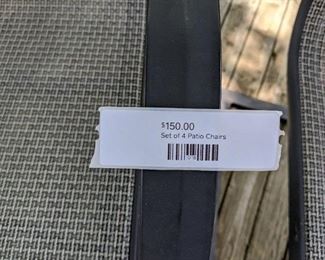 $150.00
Set of 4 Patio Chairs